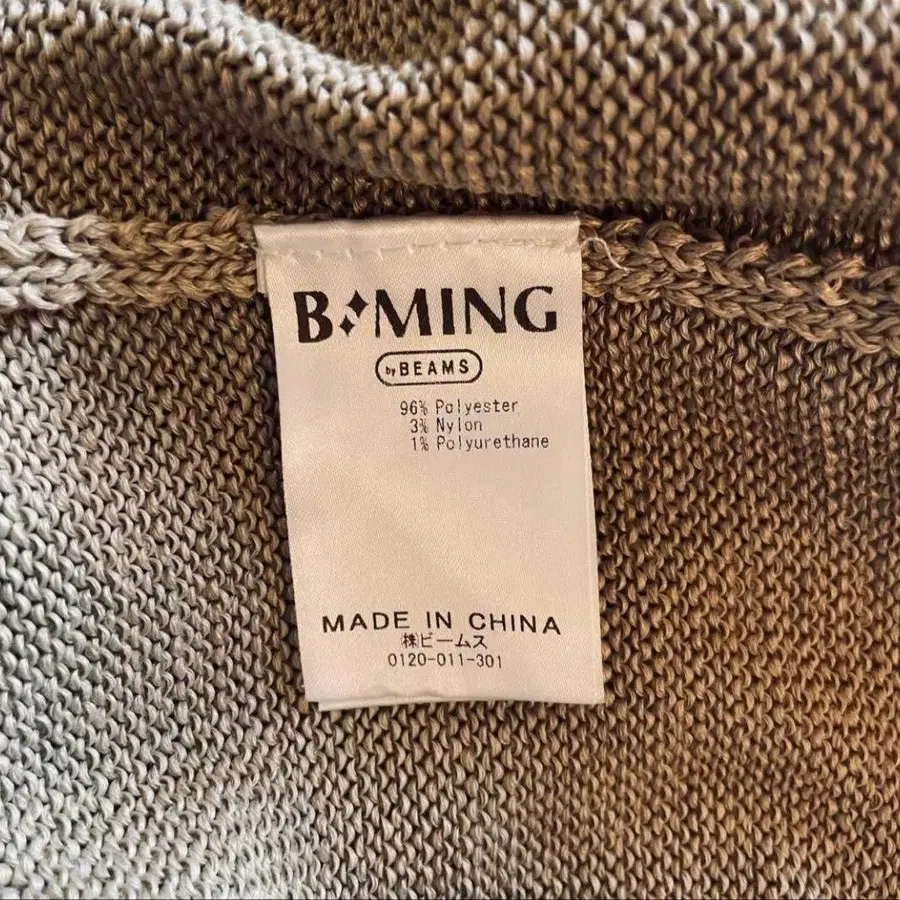 B MING
by BEAMS
96% Polyester
3% Nylon
1% Polyurethane
MADE IN CHINA
㈱ビームス
0120-011-301